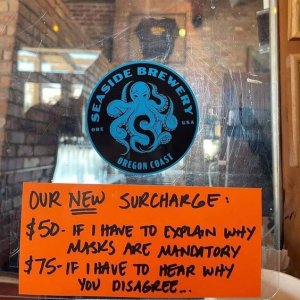 SEASIDE BREWERY
ORE USA
S
OREGON COAST
OUR NEW SURCHARGE:
$50- IF I HAVE TO EXPLAIN WHY
MASKS ARE MANDATORY
$75- IF I HAVE TO HEAR WHY
YOU DISAGREE...